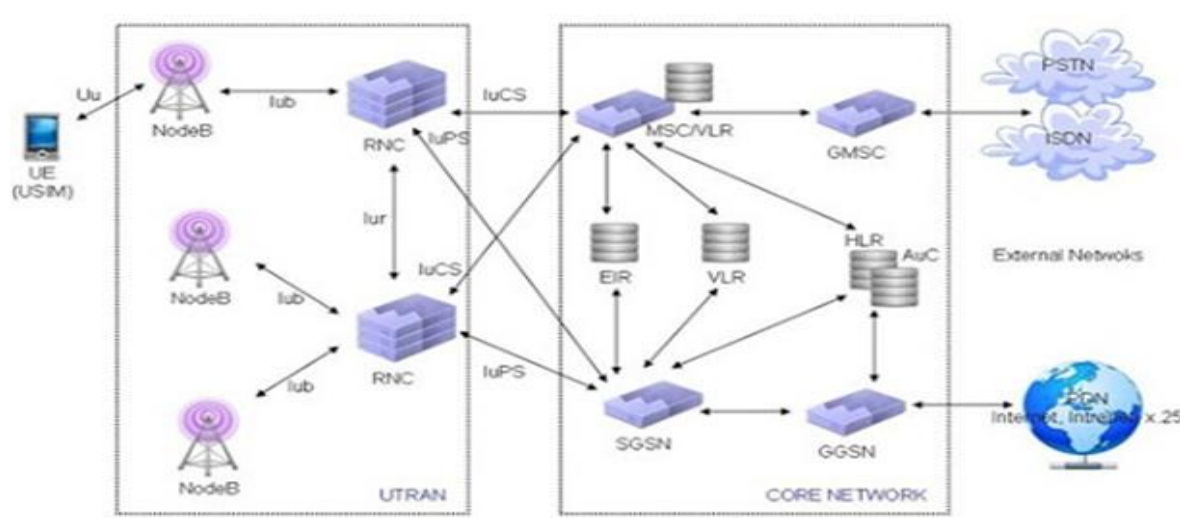 Uu
NodeB
Iub
RNC
IuCS
MSC/VLR
GMSC
PSTN
ISDN
UE
(USIM)
IuPS
Iur
NodeB
Iub
IuCS
EIR
VLR
HLR
AuC
External Netwoks
RNC
Iub
IuPS
NodeB
SGSN
GGSN
PDN
Internet, Intranet, x.25
UTRAN
CORE NETWORK